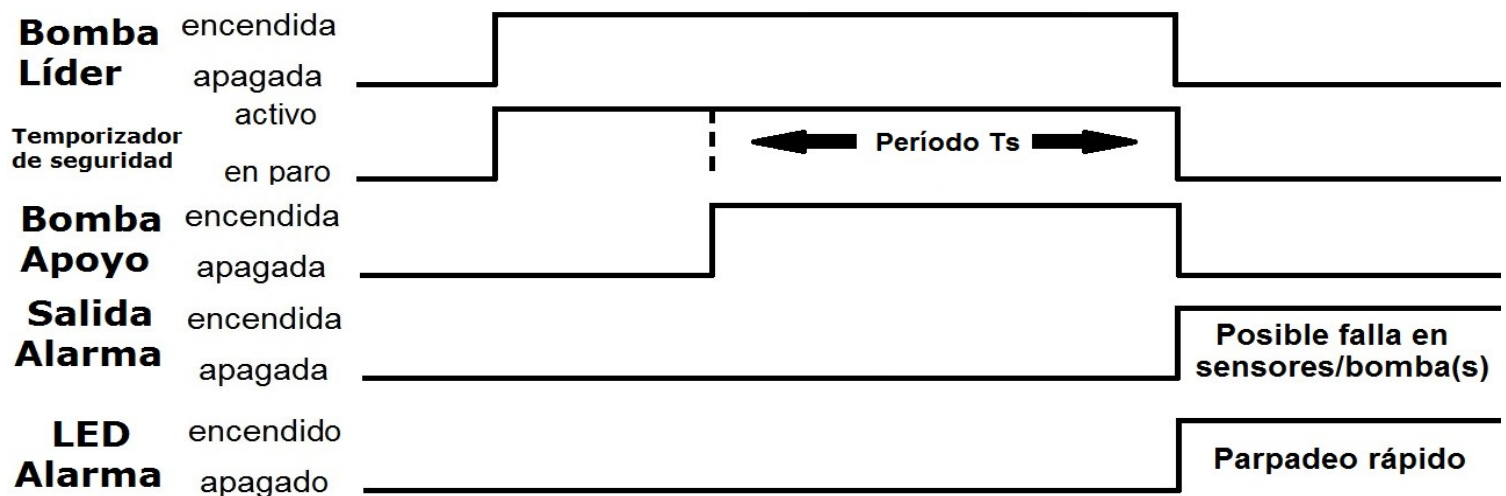 Bomba
Líder
encendida
apagada
Temporizador
de seguridad
activo
en paro
Período Ts
Bomba
Apoyo
encendida
apagada
Salida
Alarma
encendida
apagada
Posible falla en
sensores/bomba(s)
LED
Alarma
encendido
apagado
Parpadeo rápido